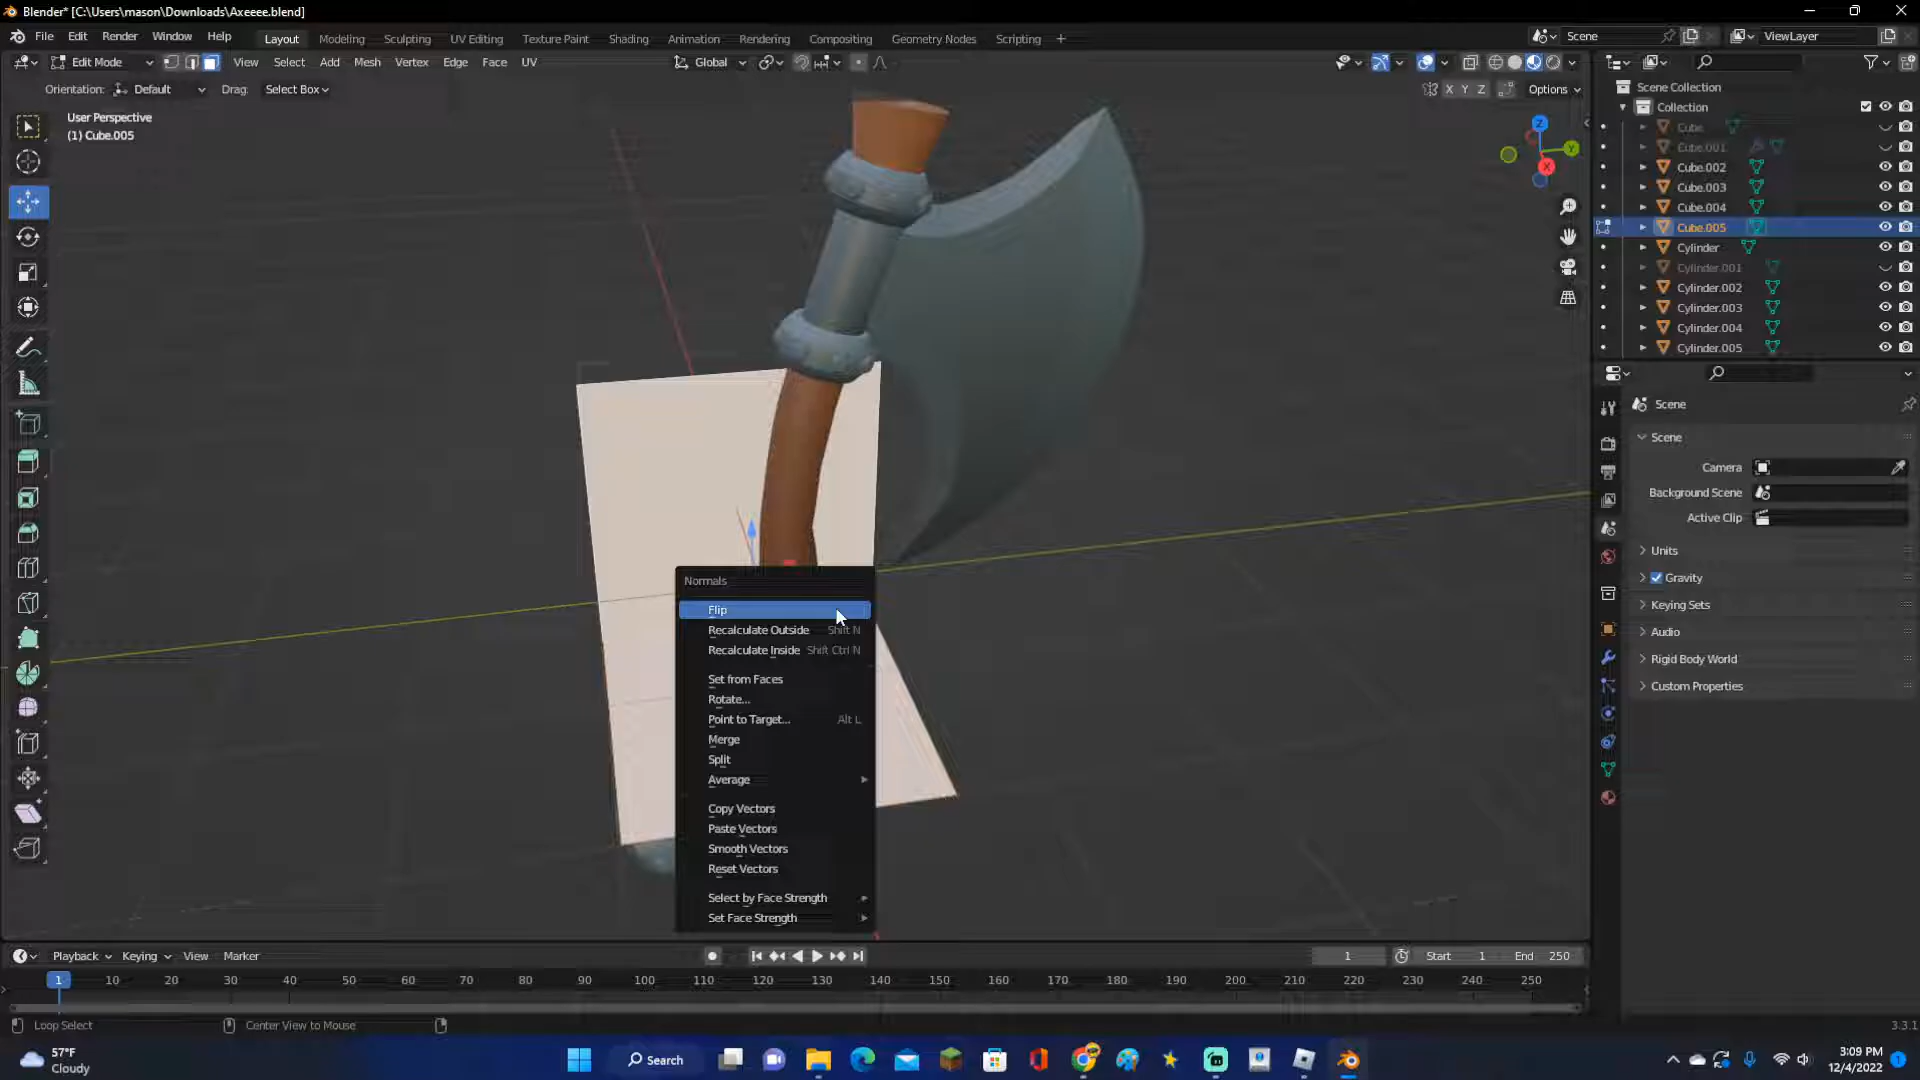 Blender* [C:\Users\mason\Downloads\Axeeee.blend]
File Edit Render Window Help Layout Modeling Sculpting UV Editing Texture Paint Shading Animation Rendering Compositing Geometry Nodes Scripting + Scene ViewLayer
Edit Mode View Select Add Mesh Vertex Edge Face UV Global
Orientation: Default Drag: Select Box X Y Z Options
User Perspective
(1) Cube.005
Z
Y
X
Scene Collection
Collection
Cube
Cube.001
Cube.002
Cube.003
Cube.004
Cube.005
Cylinder
Cylinder.001
Cylinder.002
Cylinder.003
Cylinder.004
Cylinder.005
Scene
Scene
Camera
Background Scene
Active Clip
Units
Gravity
Keying Sets
Audio
Rigid Body World
Custom Properties
Normals
Flip
Recalculate Outside Shift N
Recalculate Inside Shift Ctrl N
Set from Faces
Rotate...
Point to Target... Alt L
Merge
Split
Average
Copy Vectors
Paste Vectors
Smooth Vectors
Reset Vectors
Select by Face Strength
Set Face Strength
Playback Keying View Marker 1 Start 1 End 250
1 10 20 30 40 50 60 70 80 90 100 110 120 130 140 150 160 170 180 190 200 210 220 230 240 250
Loop Select Center View to Mouse 3.3.1
57°F
Cloudy
Search
3:09 PM
12/4/2022
1